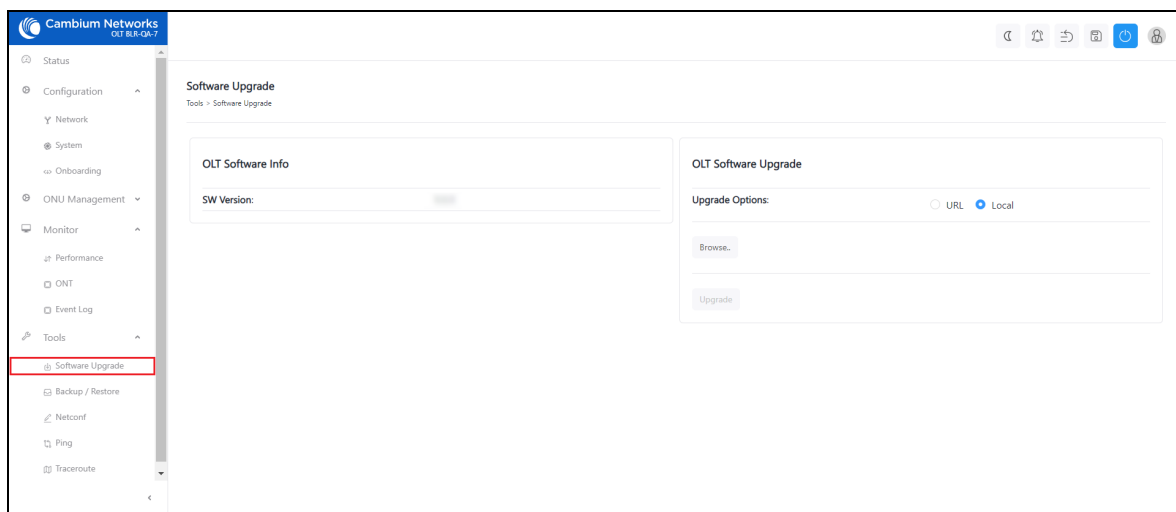 Cambium Networks
OLT BLR-QA-7
Status
Configuration
Network
System
Onboarding
ONU Management
Monitor
Performance
ONT
Event Log
Tools
Software Upgrade
Backup / Restore
Netconf
Ping
Traceroute
Software Upgrade
Tools > Software Upgrade
OLT Software Info
SW Version:
OLT Software Upgrade
Upgrade Options: URL Local
Browse..
Upgrade